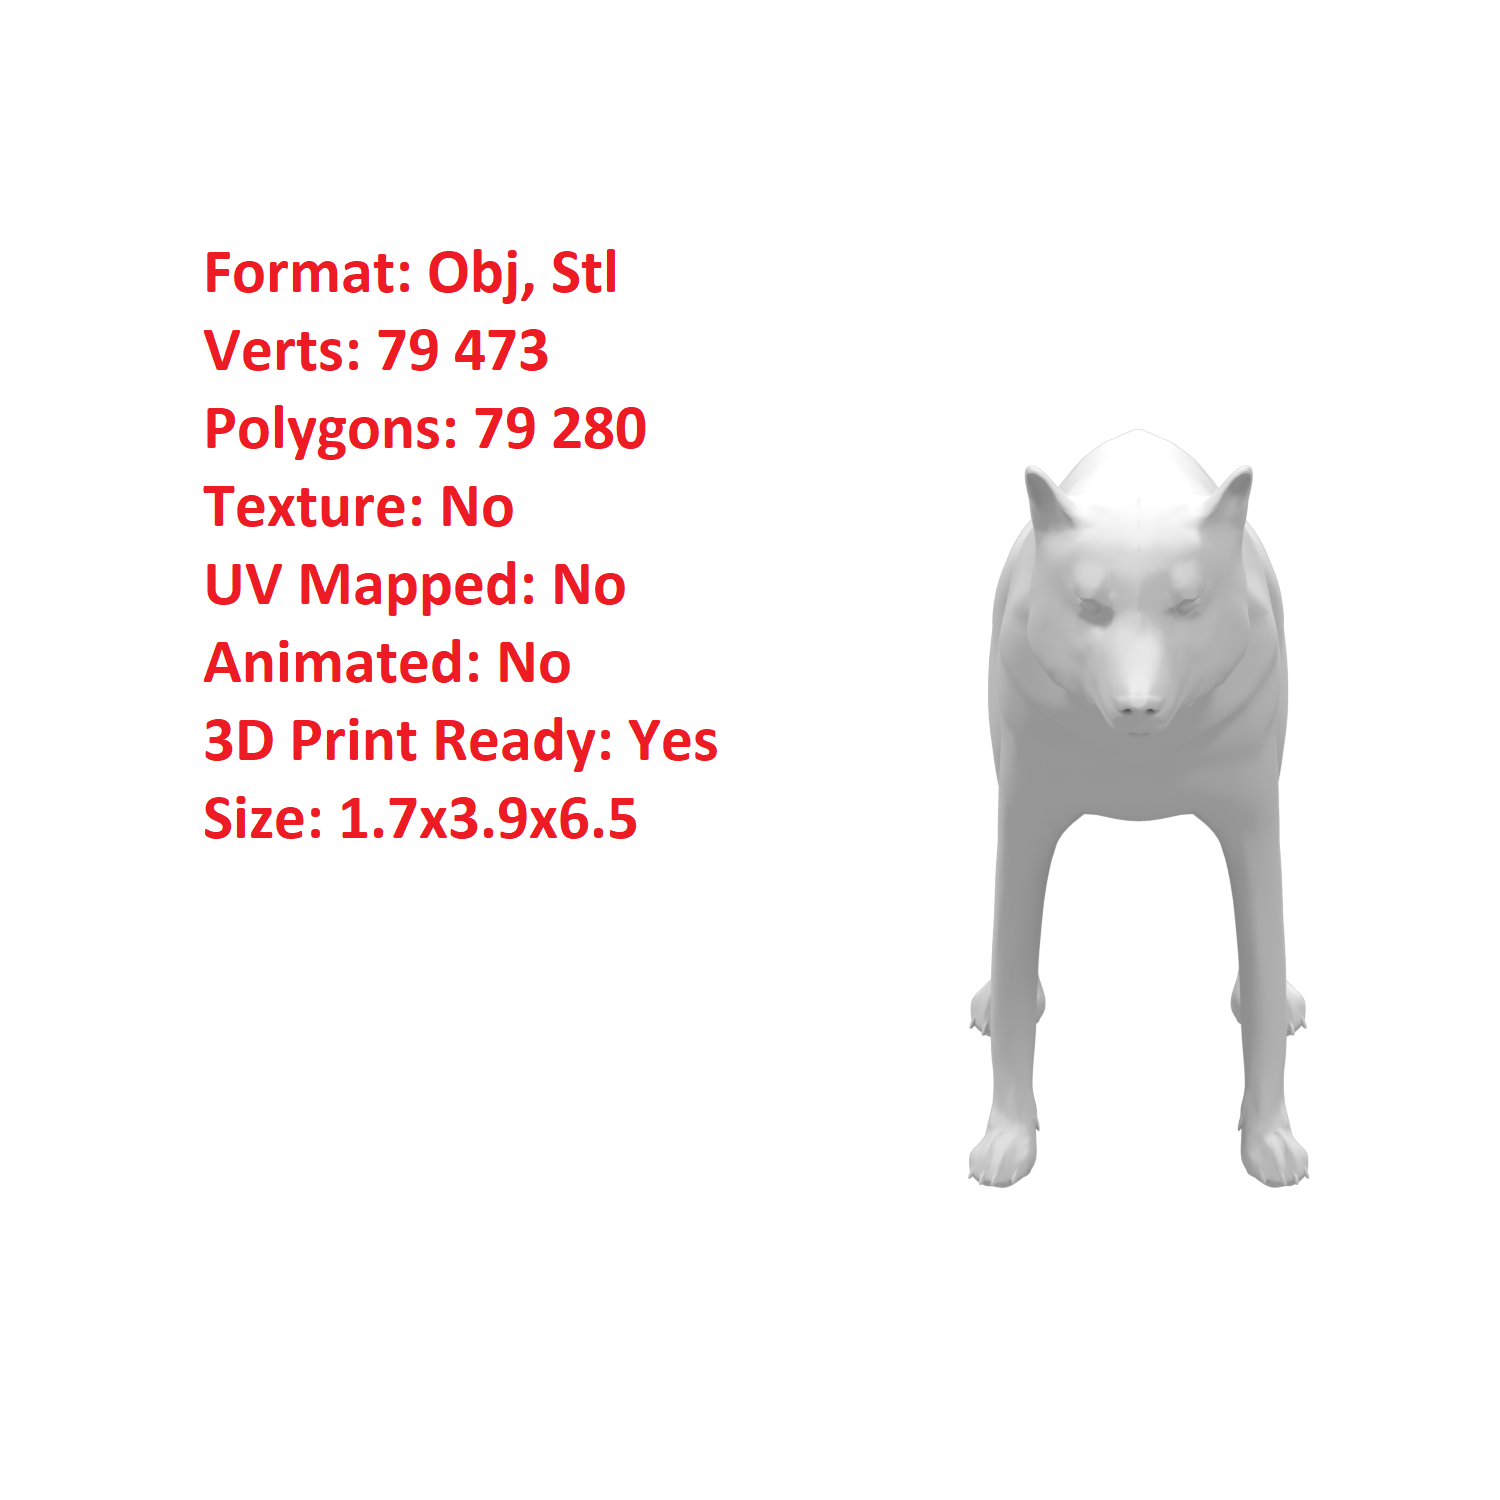 Format: Obj, Stl
Verts: 79 473
Polygons: 79 280
Texture: No
UV Mapped: No
Animated: No
3D Print Ready: Yes
Size: 1.7x3.9x6.5